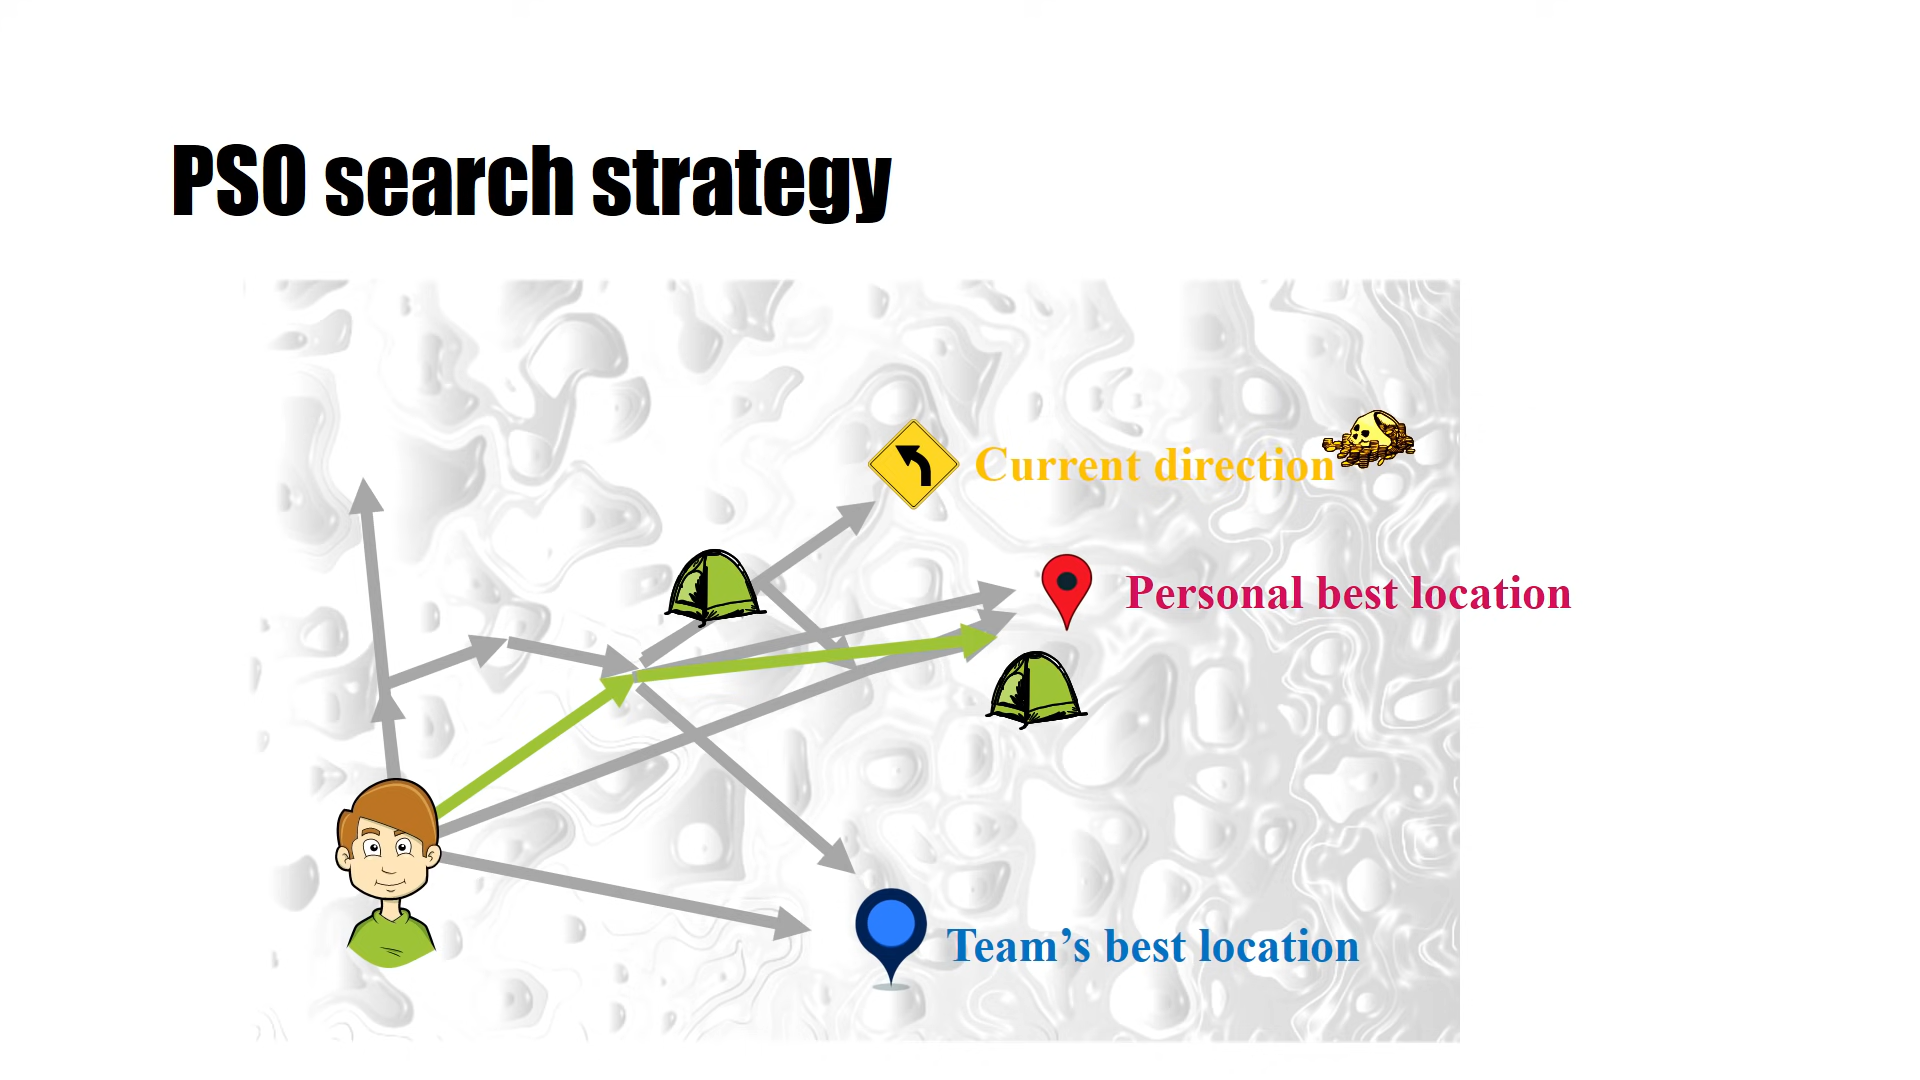 PSO search strategy
Current direction
Personal best location
Team’s best location